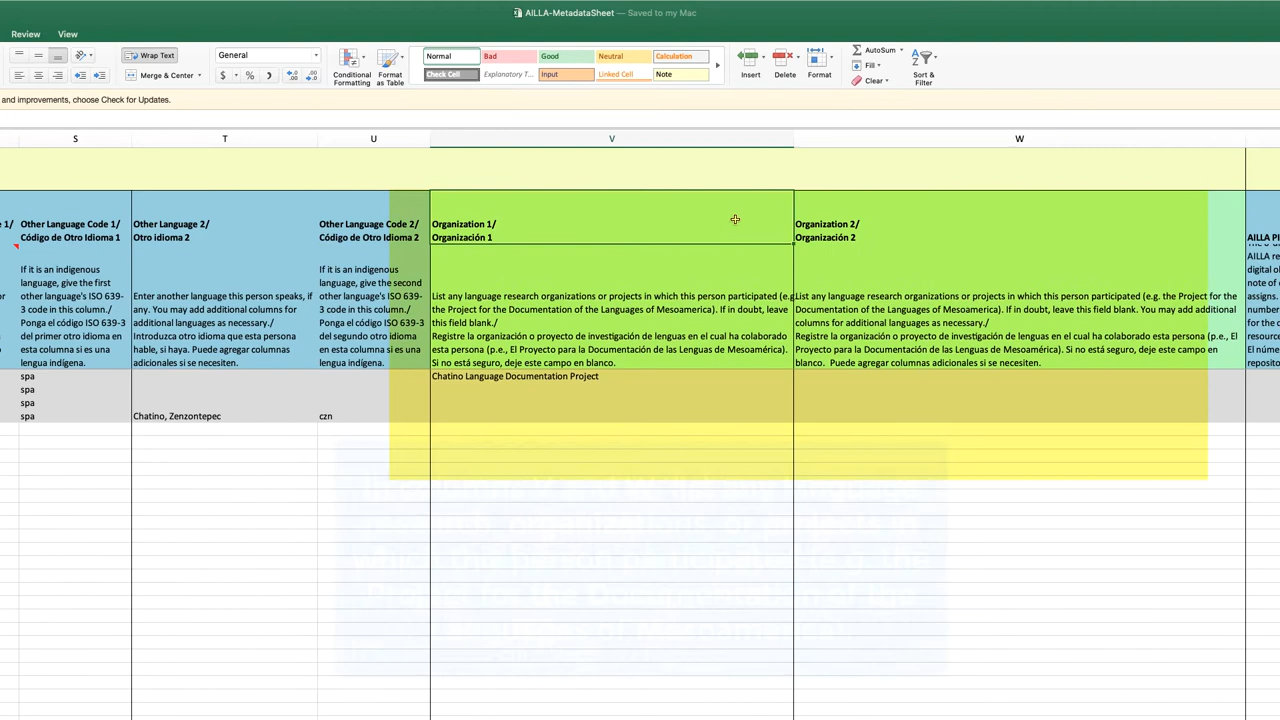 AILLA-MetadataSheet — Saved to my Mac
View
Wrap Text
General
Normal
Bad
Good
Neutral
Calculation
AutoSum
Merge & Center
$
%
Conditional
Formatting
Format
as Table
Check Cell
Explanatory T...
Input
Linked Cell
Note
Insert
Delete
Format
Fill
Clear
Sort &
Filter
and improvements, choose Check for Updates.
S
T
U
V
W
1/
Other Language Code 1/
Código de Otro Idioma 1
If it is an indigenous
language, give the first
other language's ISO 639-
3 code in this column./
Ponga el código ISO 639-3
del primer otro idioma en
esta columna si es una
lengua indígena.
spa
spa
spa
spa
Other Language 2/
Otro idioma 2
Enter another language this person speaks, if
any. You may add additional columns for
additional languages as necessary./
Introduzca otro idioma que esta persona
hable, si haya. Puede agregar columnas
adicionales si se necesiten.
Chatino, Zenzontepec
Other Language Code 2/
Código de Otro Idioma 2
If it is an indigenous
language, give the second
other language's ISO 639-
3 code in this column./
Ponga el código ISO 639-3
del segundo otro idioma
en esta columna si es una
lengua indígena.
czn
Organization 1/
Organización 1
List any language research organizations or projects in which this person participated (e.g.
the Project for the Documentation of the Languages of Mesoamerica). If in doubt, leave
this field blank./
Registre la organización o proyecto de investigación de lenguas en el cual ha colaborado
esta persona (p.e., El Proyecto para la Documentación de las Lenguas de Mesoamérica).
Si no está seguro, deje este campo en blanco.
Chatino Language Documentation Project
Organization 2/
Organización 2
List any language research organizations or projects in which this person participated (e.g. the Project for the
Documentation of the Languages of Mesoamerica). If in doubt, leave this field blank. You may add additional
columns for additional languages as necessary./
Registre la organización o proyecto de investigación de lenguas en el cual ha colaborado esta persona (p.e., El
Proyecto para la Documentación de las Lenguas de Mesoamérica). Si no está seguro, deje este campo en
blanco. Puede agregar columnas adicionales si se necesiten.
AILLA PI
AILLA re
digital o
note of
assigns.
number
for the
resourc
El núme
reposito